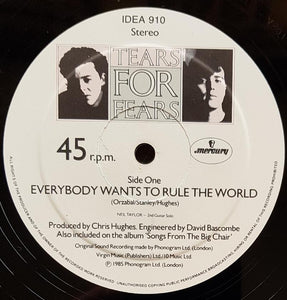 IDEA 910
Stereo
TEARS
FOR
FEARS
45 r.p.m.
mercury
Side One
EVERYBODY WANTS TO RULE THE WORLD
(Orzabal/Stanley/Hughes)
NEIL TAYLOR – 2nd Guitar Solo
Produced by Chris Hughes. Engineered by David Bascombe
Also included on the album 'Songs From The Big Chair'
Original Sound Recording made by Phonogram Ltd. (London)
Virgin Music (Publishers) Ltd./10 Music Ltd.
℗ 1985 Phonogram Ltd. (London)